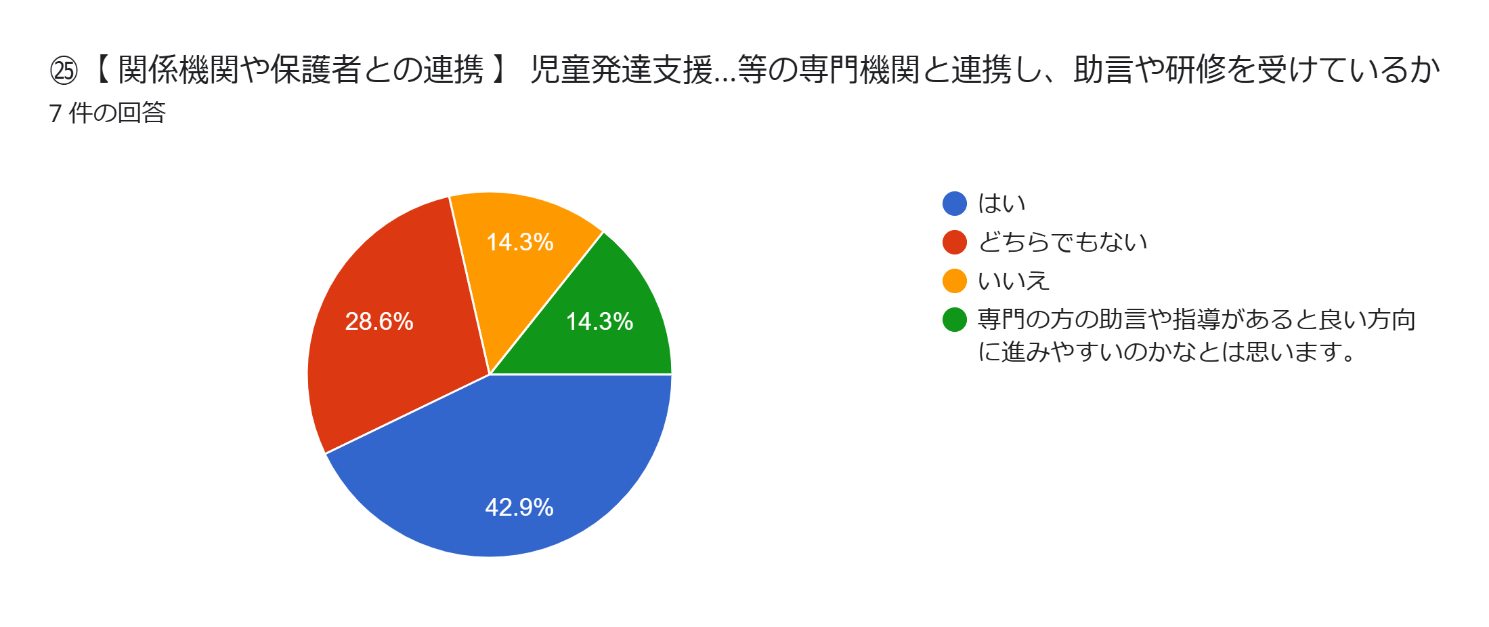 ㉕【 関係機関や保護者との連携 】 児童発達支援...等の専門機関と連携し、助言や研修を受けているか
7 件の回答
はい
どちらでもない
いいえ
専門の方の助言や指導があると良い方向
に進みやすいのかなとは思います。
14.3%
28.6%
14.3%
42.9%